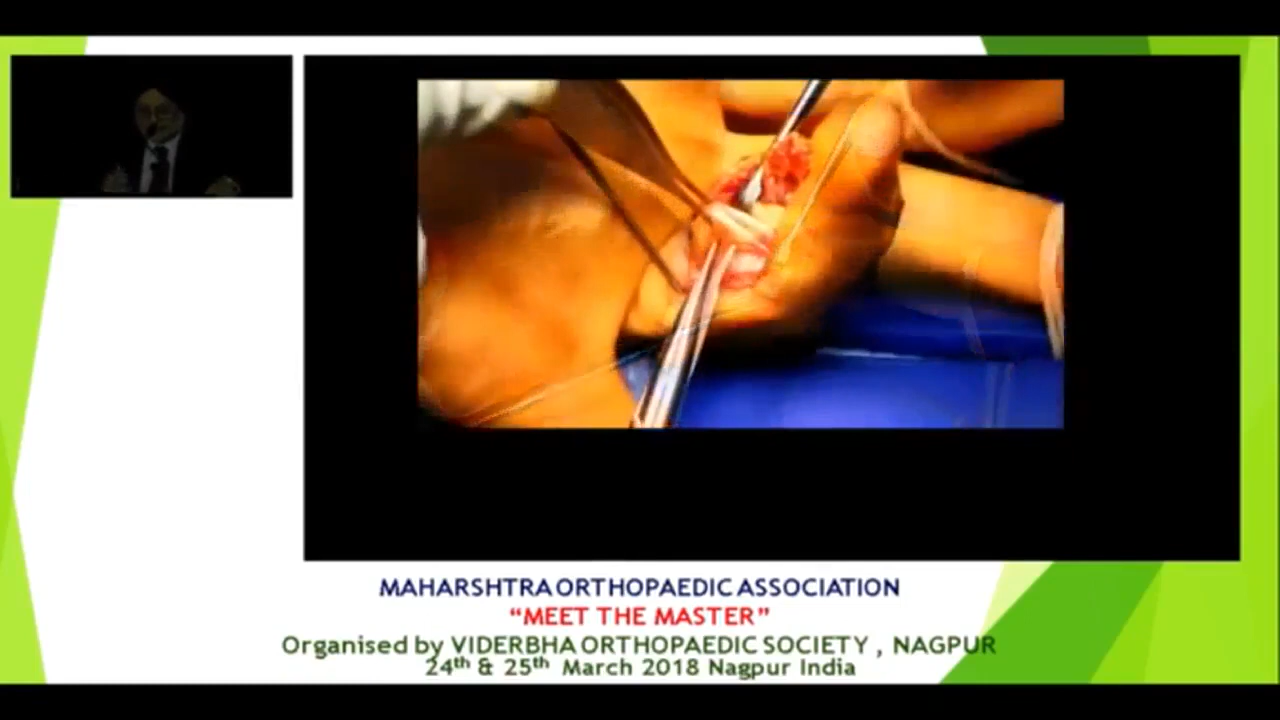 MAHARSHTRA ORTHOPAEDIC ASSOCIATION
“MEET THE MASTER”
Organised by VIDERBHA ORTHOPAEDIC SOCIETY , NAGPUR
24th & 25th March 2018 Nagpur India